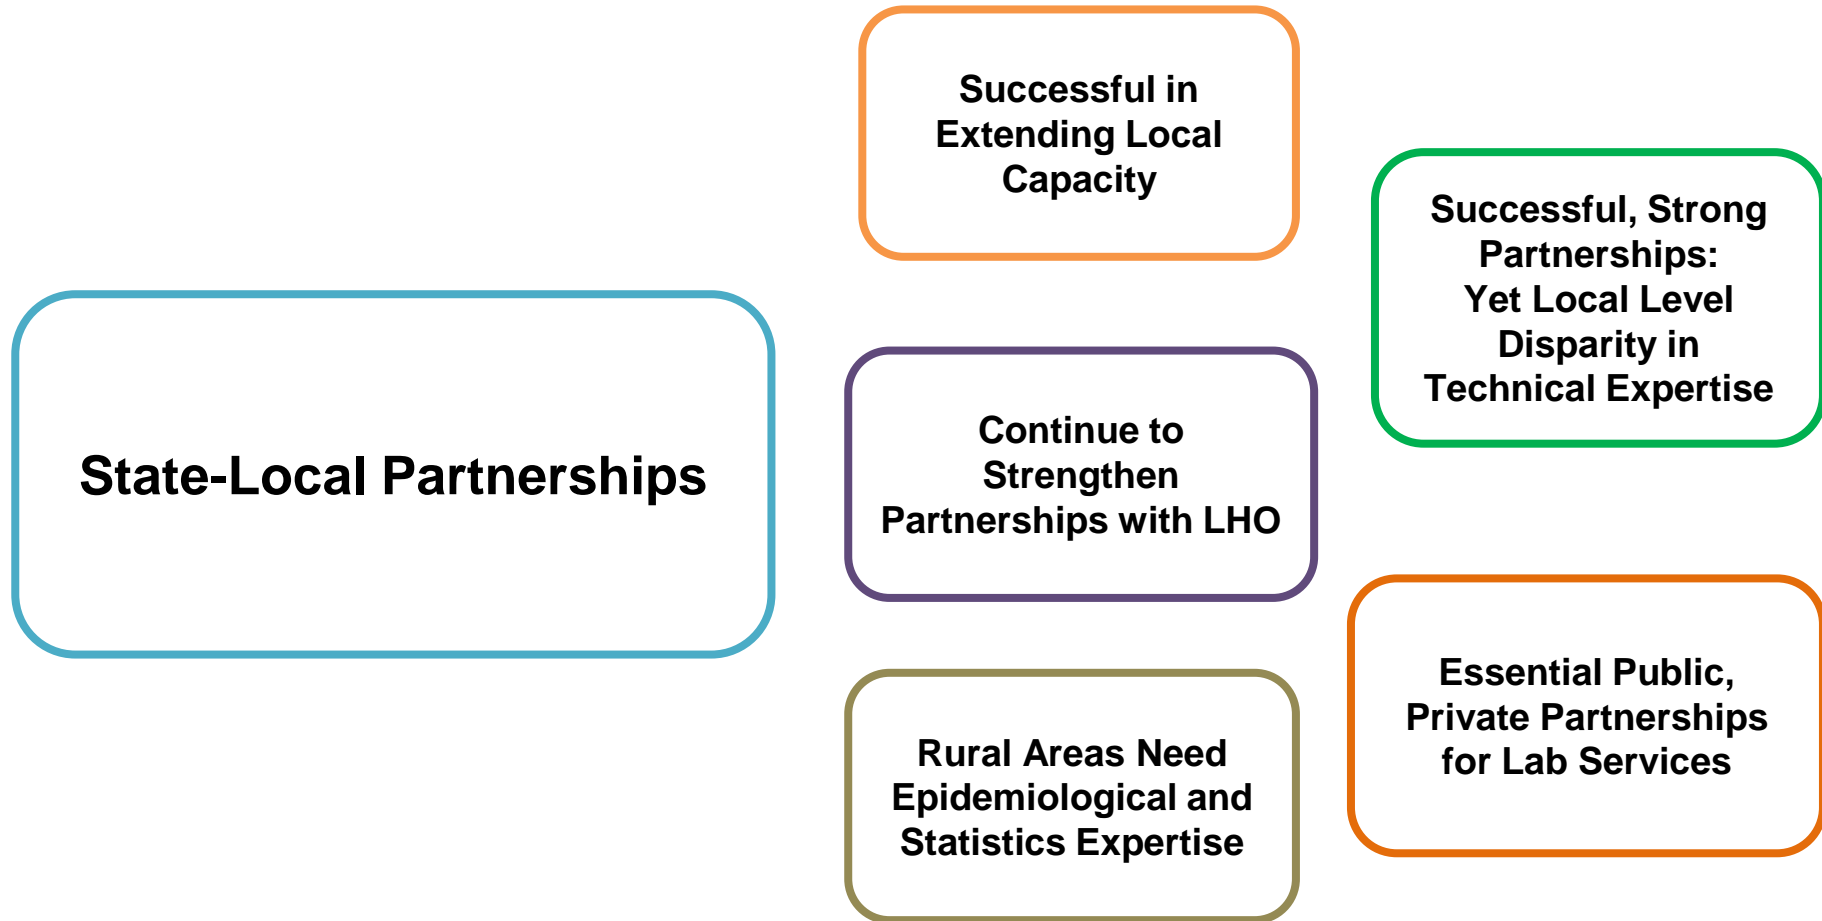 State-Local Partnerships
Successful in
Extending Local
Capacity
Continue to
Strengthen
Partnerships with LHO
Rural Areas Need
Epidemiological and
Statistics Expertise
Successful, Strong
Partnerships:
Yet Local Level
Disparity in
Technical Expertise
Essential Public,
Private Partnerships
for Lab Services